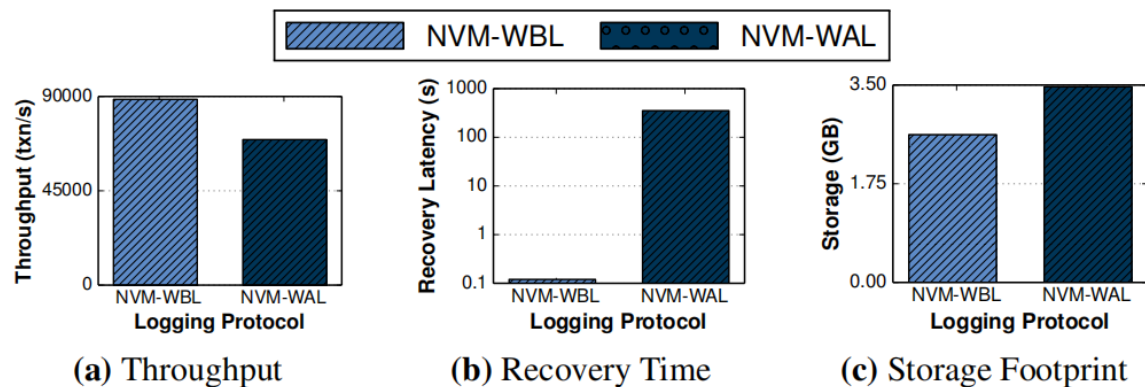 NVM-WBL NVM-WAL
Throughput (txn/s)
90000
45000
0
NVM-WBL NVM-WAL
Logging Protocol
(a) Throughput
Recovery Latency (s)
1000
100
10
1
0.1
NVM-WBL NVM-WAL
Logging Protocol
(b) Recovery Time
Storage (GB)
3.50
1.75
0.00
NVM-WBL NVM-WAL
Logging Protocol
(c) Storage Footprint